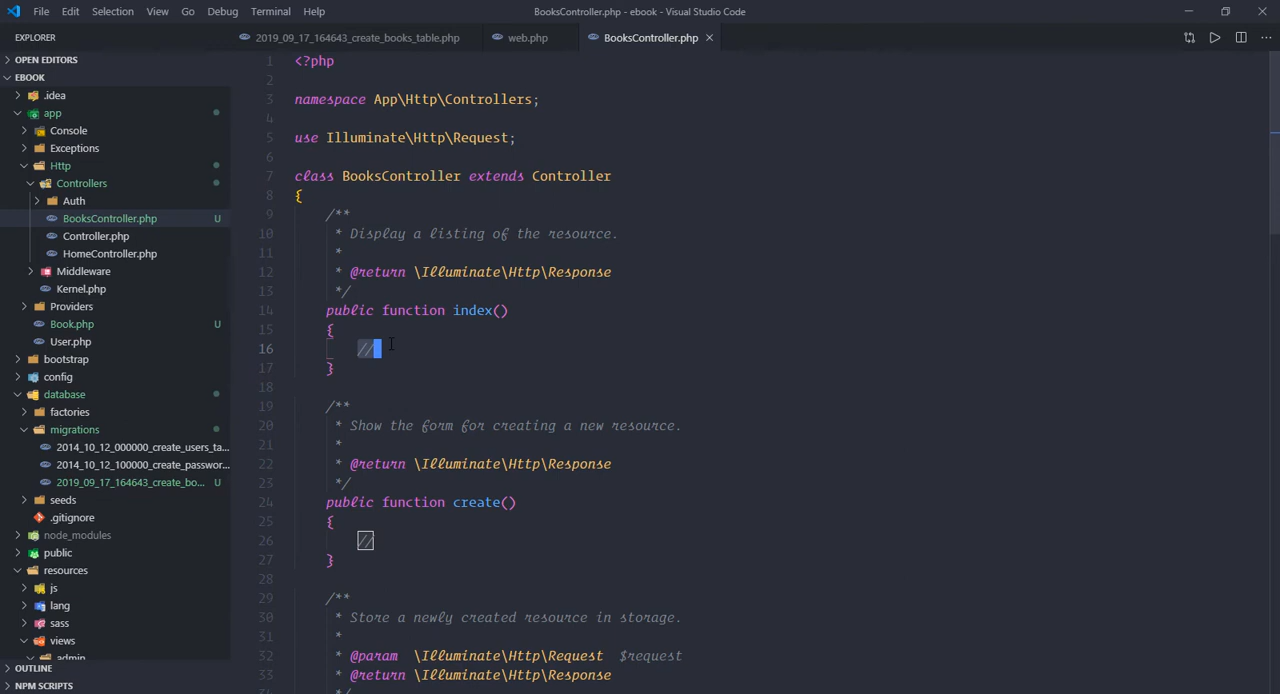 File Edit Selection View Go Debug Terminal Help
BooksController.php - ebook - Visual Studio Code
EXPLORER
2019_09_17_164643_create_books_table.php
web.php
BooksController.php
OPEN EDITORS
EBOOK
.idea
app
Console
Exceptions
Http
Controllers
Auth
BooksController.php U
Controller.php
HomeController.php
Middleware
Kernel.php
Providers
Book.php U
User.php
bootstrap
config
database
factories
migrations
2014_10_12_000000_create_users_ta...
2014_10_12_100000_create_passwor...
2019_09_17_164643_create_bo... U
seeds
.gitignore
node_modules
public
resources
js
lang
sass
views
admin
OUTLINE
NPM SCRIPTS
1 <?php
2
3 namespace App\Http\Controllers;
4
5 use Illuminate\Http\Request;
6
7 class BooksController extends Controller
8 {
9 /**
10 * Display a listing of the resource.
11 *
12 * @return \Illuminate\Http\Response
13 */
14 public function index()
15 {
16 //
17 }
18
19 /**
20 * Show the form for creating a new resource.
21 *
22 * @return \Illuminate\Http\Response
23 */
24 public function create()
25 {
26 //
27 }
28
29 /**
30 * Store a newly created resource in storage.
31 *
32 * @param \Illuminate\Http\Request $request
33 * @return \Illuminate\Http\Response
34 */